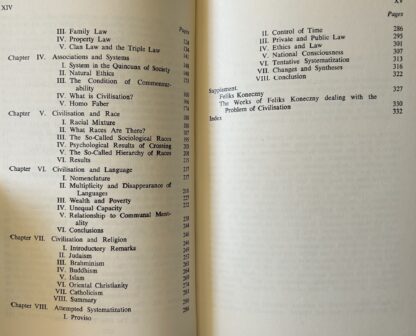 XIV
Pages
III. Family Law
IV. Property Law
V. Clan Law and the Triple Law
Chapter IV. Associations and Systems
I. System in the Quincunx of Society
II. Natural Ethics
III. The Condition of Commensur-
ability
IV. What is Civilisation?
V. Homo Faber
Chapter V. Civilisation and Race
I. Racial Mixture
II. What Races Are There?
III. The So-Called Sociological Races
IV. Psychological Results of Crossing
V. The So-Called Hierarchy of Races
VI. Results
Chapter VI. Civilisation and Language
I. Nomenclature
II. Multiplicity and Disappearance of
Languages
III. Wealth and Poverty
IV. Unequal Capacity
V. Relationship to Communal Ment-
ality
VI. Conclusions
Chapter VII. Civilisation and Religion
I. Introductory Remarks
II. Judaism
III. Brahminism
IV. Buddhism
V. Islam
VI. Oriental Christianity
VII. Catholicism
VIII. Summary
Chapter VIII. Attempted Systematization
I. Proviso
XV
Pages
II. Control of Time 286
III. Private and Public Law 295
IV. Ethics and Law 301
V. National Consciousness 307
VI. Tentative Systematization 313
VII. Changes and Syntheses 316
VIII. Conclusion 322
Supplement.
Feliks Koneczny 327
The Works of Feliks Koneczny dealing with the
Problem of Civilisation 330
Index 332